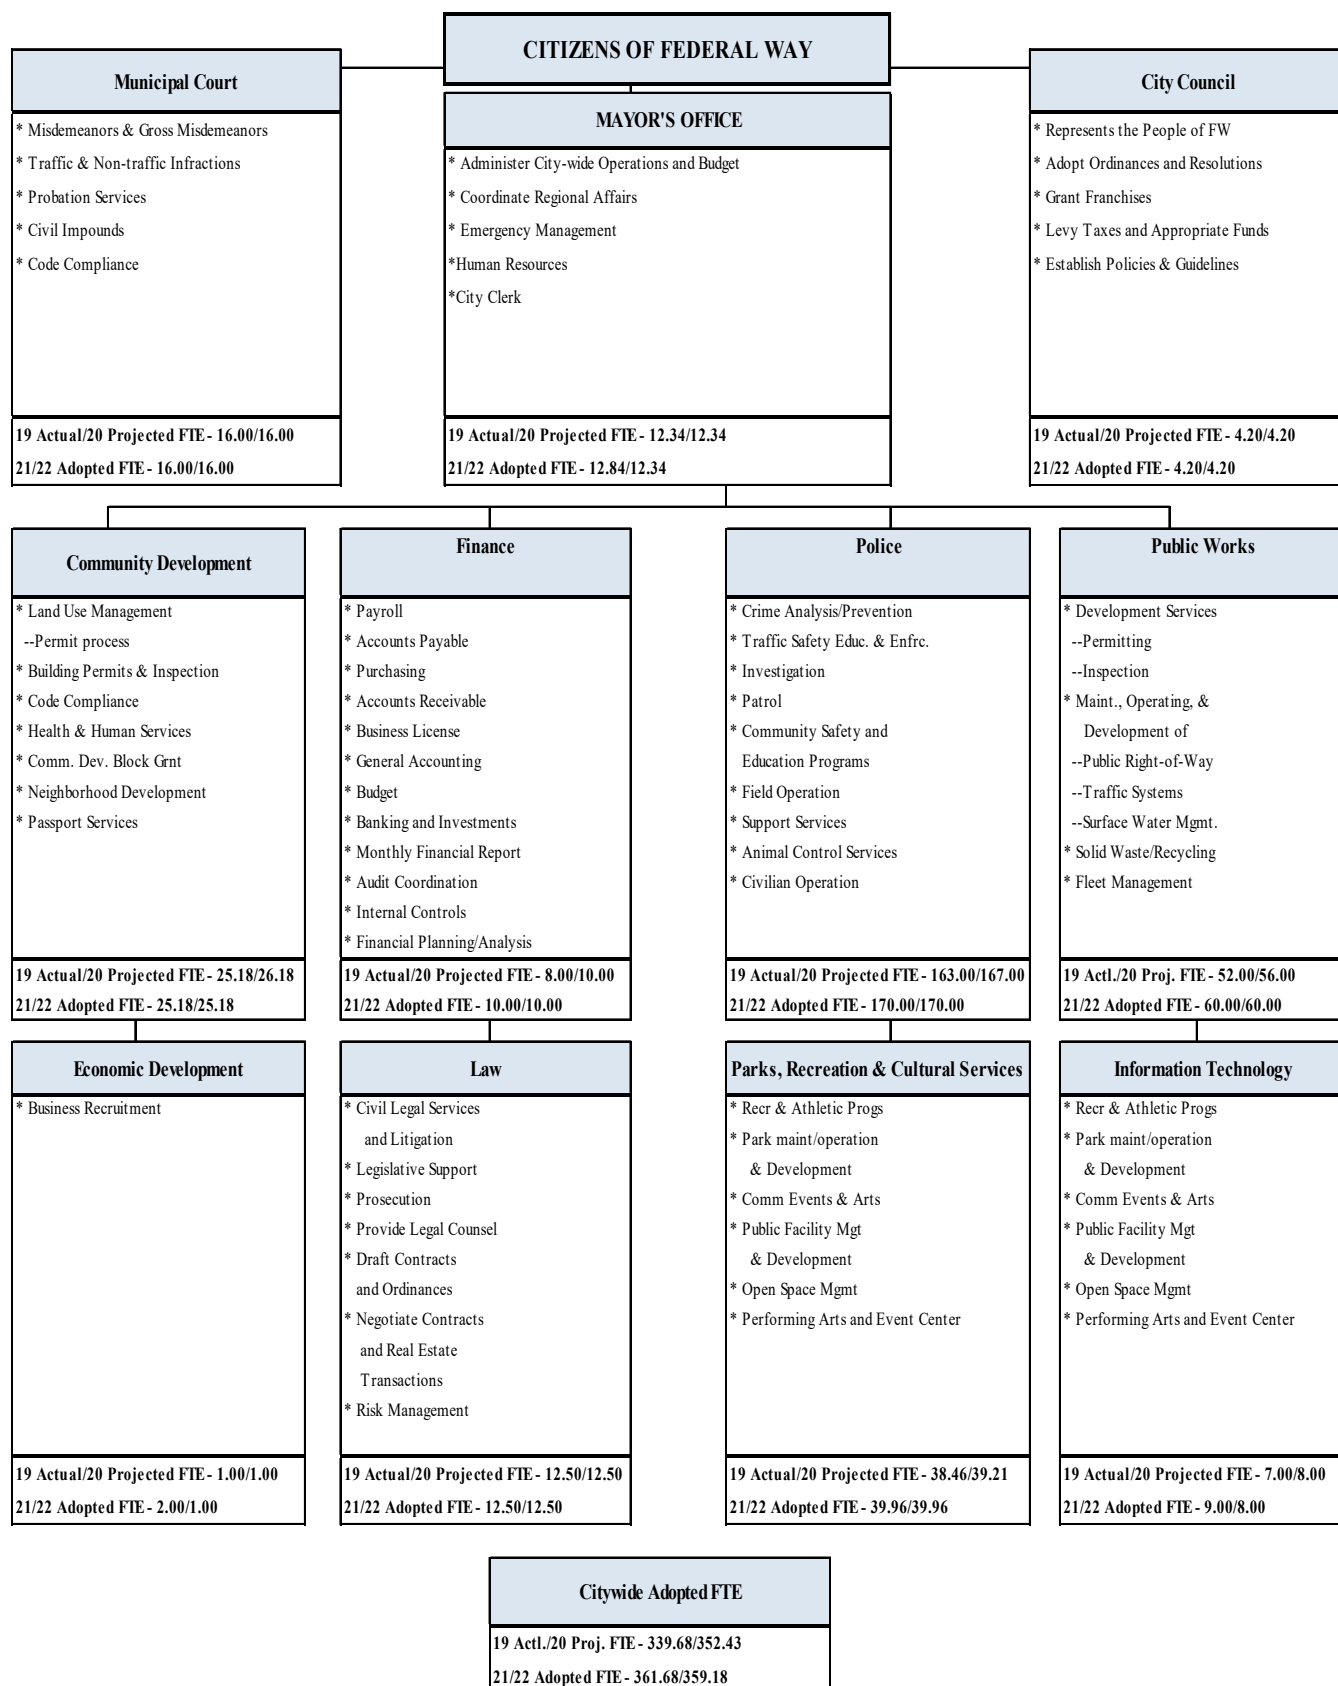 CITIZENS OF FEDERAL WAY
Municipal Court
* Misdemeanors & Gross Misdemeanors
* Traffic & Non-traffic Infractions
* Probation Services
* Civil Impounds
* Code Compliance
19 Actual/20 Projected FTE - 16.00/16.00
21/22 Adopted FTE - 16.00/16.00
MAYOR'S OFFICE
* Administer City-wide Operations and Budget
* Coordinate Regional Affairs
* Emergency Management
*Human Resources
*City Clerk
19 Actual/20 Projected FTE - 12.34/12.34
21/22 Adopted FTE - 12.84/12.34
City Council
* Represents the People of FW
* Adopt Ordinances and Resolutions
* Grant Franchises
* Levy Taxes and Appropriate Funds
* Establish Policies & Guidelines
19 Actual/20 Projected FTE - 4.20/4.20
21/22 Adopted FTE - 4.20/4.20
Community Development
* Land Use Management
--Permit process
* Building Permits & Inspection
* Code Compliance
* Health & Human Services
* Comm. Dev. Block Grnt
* Neighborhood Development
* Passport Services
19 Actual/20 Projected FTE - 25.18/26.18
21/22 Adopted FTE - 25.18/25.18
Finance
* Payroll
* Accounts Payable
* Purchasing
* Accounts Receivable
* Business License
* General Accounting
* Budget
* Banking and Investments
* Monthly Financial Report
* Audit Coordination
* Internal Controls
* Financial Planning/Analysis
19 Actual/20 Projected FTE - 8.00/10.00
21/22 Adopted FTE - 10.00/10.00
Police
* Crime Analysis/Prevention
* Traffic Safety Educ. & Enfrc.
* Investigation
* Patrol
* Community Safety and
Education Programs
* Field Operation
* Support Services
* Animal Control Services
* Civilian Operation
19 Actual/20 Projected FTE - 163.00/167.00
21/22 Adopted FTE - 170.00/170.00
Public Works
* Development Services
--Permitting
--Inspection
* Maint., Operating, &
Development of
--Public Right-of-Way
--Traffic Systems
--Surface Water Mgmt.
* Solid Waste/Recycling
* Fleet Management
19 Actl./20 Proj. FTE - 52.00/56.00
21/22 Adopted FTE - 60.00/60.00
Economic Development
* Business Recruitment
19 Actual/20 Projected FTE - 1.00/1.00
21/22 Adopted FTE - 2.00/1.00
Law
* Civil Legal Services
and Litigation
* Legislative Support
* Prosecution
* Provide Legal Counsel
* Draft Contracts
and Ordinances
* Negotiate Contracts
and Real Estate
Transactions
* Risk Management
19 Actual/20 Projected FTE - 12.50/12.50
21/22 Adopted FTE - 12.50/12.50
Parks, Recreation & Cultural Services
* Recr & Athletic Progs
* Park maint/operation
& Development
* Comm Events & Arts
* Public Facility Mgt
& Development
* Open Space Mgmt
* Performing Arts and Event Center
19 Actual/20 Projected FTE - 38.46/39.21
21/22 Adopted FTE - 39.96/39.96
Information Technology
* Recr & Athletic Progs
* Park maint/operation
& Development
* Comm Events & Arts
* Public Facility Mgt
& Development
* Open Space Mgmt
* Performing Arts and Event Center
19 Actual/20 Projected FTE - 7.00/8.00
21/22 Adopted FTE - 9.00/8.00
Citywide Adopted FTE
19 Actl./20 Proj. FTE - 339.68/352.43
21/22 Adopted FTE - 361.68/359.18